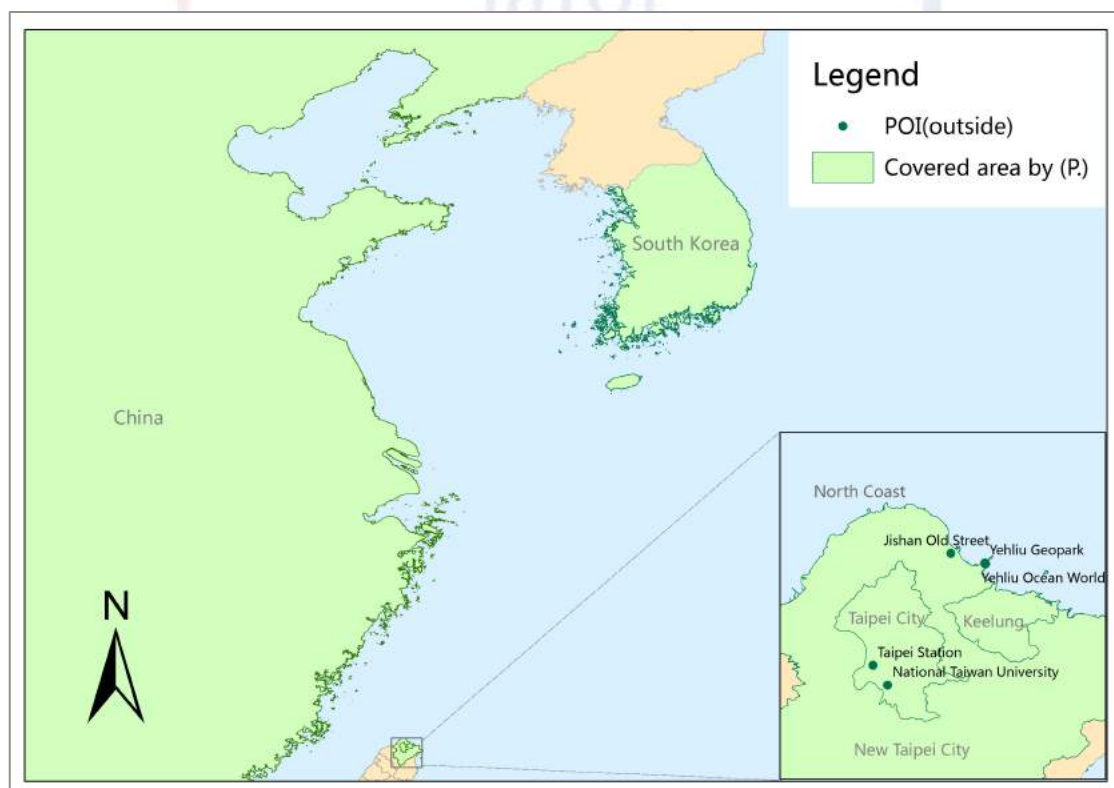 Legend
POI(outside)
Covered area by (P.)
South Korea
China
N
North Coast
Jishan Old Street
Yehliu Geopark
Yehliu Ocean World
Taipei City
Keelung
Taipei Station
National Taiwan University
New Taipei City